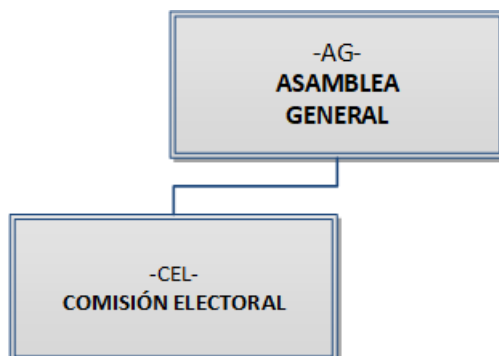 -AG-
ASAMBLEA
GENERAL
-CEL-
COMISIÓN ELECTORAL